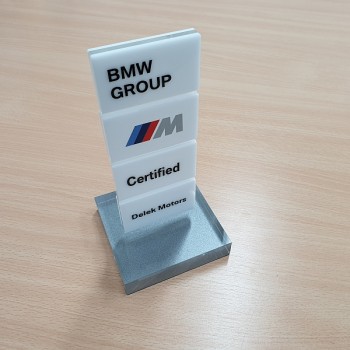 BMW
GROUP
M
Certified
Delek Motors